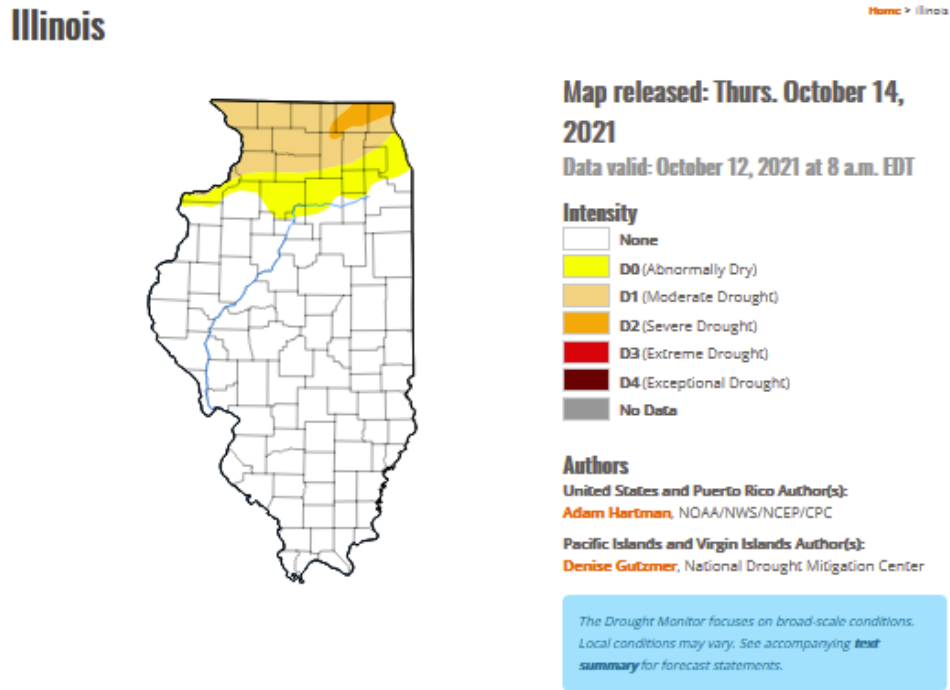 Illinois
Home > Illinois
Map released: Thurs. October 14,
2021
Data valid: October 12, 2021 at 8 a.m. EDT
Intensity
None
D0 (Abnormally Dry)
D1 (Moderate Drought)
D2 (Severe Drought)
D3 (Extreme Drought)
D4 (Exceptional Drought)
No Data
Authors
United States and Puerto Rico Author(s):
Adam Hartman, NOAA/NWS/NCEP/CPC
Pacific Islands and Virgin Islands Author(s):
Denise Gutzmer, National Drought Mitigation Center
The Drought Monitor focuses on broad-scale conditions.
Local conditions may vary. See accompanying text
summary for forecast statements.